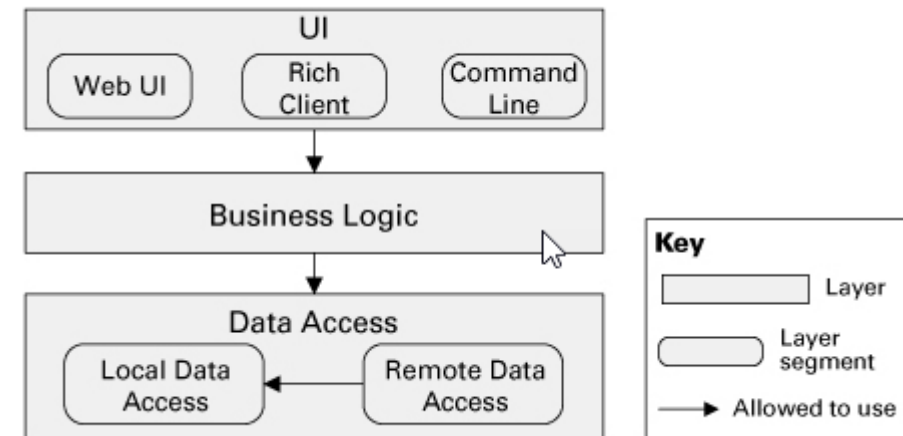 UI
Web UI
Rich
Client
Command
Line
Business Logic
Data Access
Local Data
Access
Remote Data
Access
Key
Layer
Layer
segment
Allowed to use